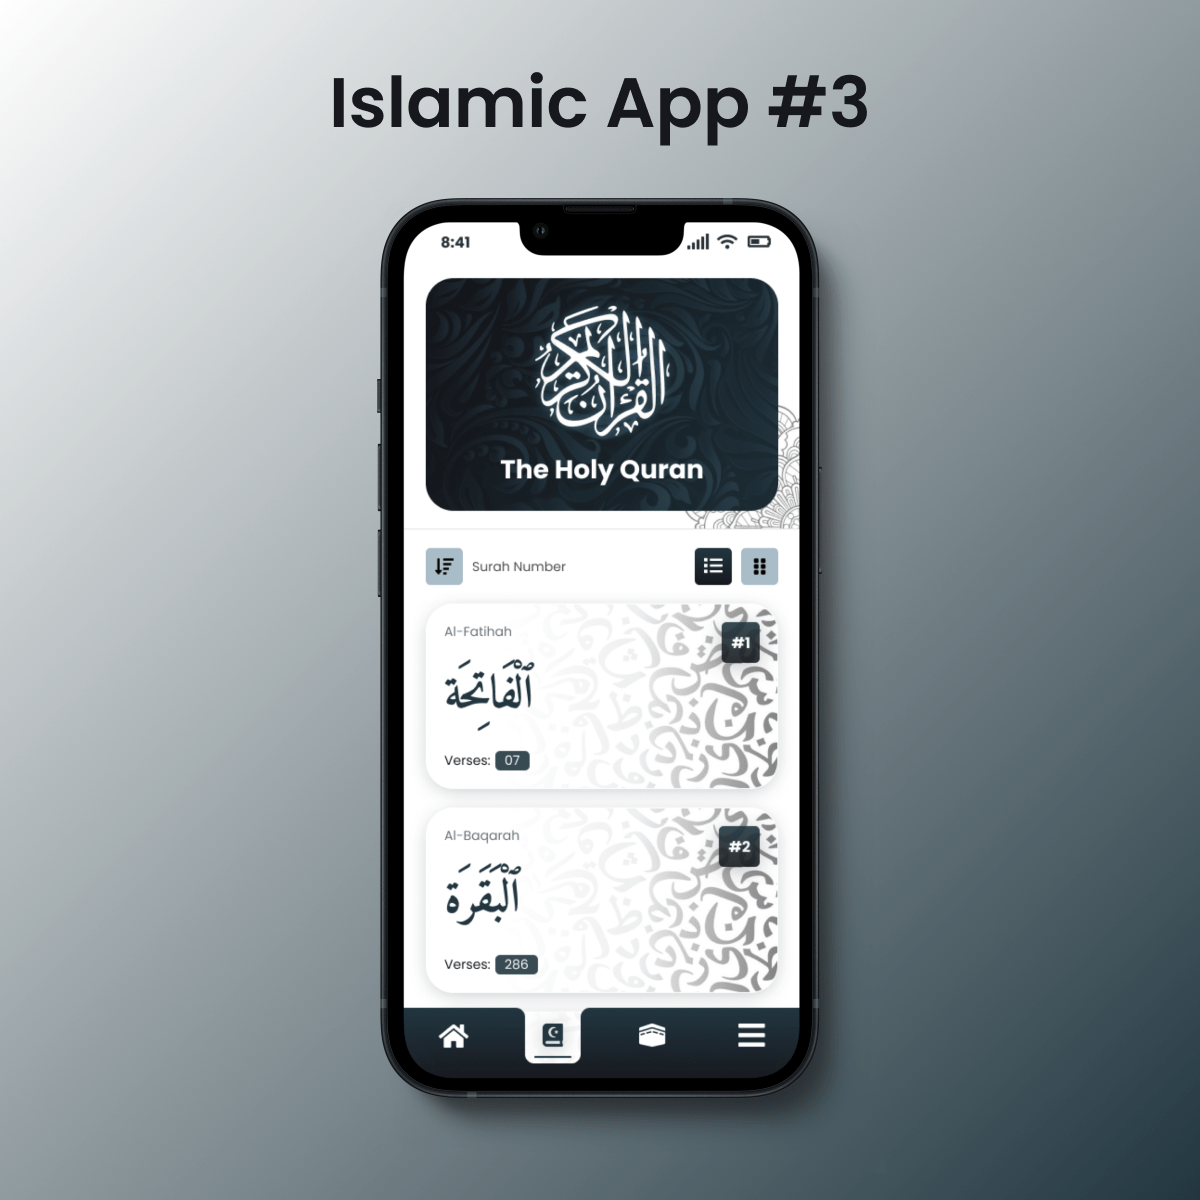 Islamic App #3
8:41
القرآن الكريم
The Holy Quran
Surah Number
Al-Fatihah
#1
ٱلْفَاتِحَة
Verses: 07
Al-Baqarah
#2
ٱلْبَقَرَة
Verses: 286